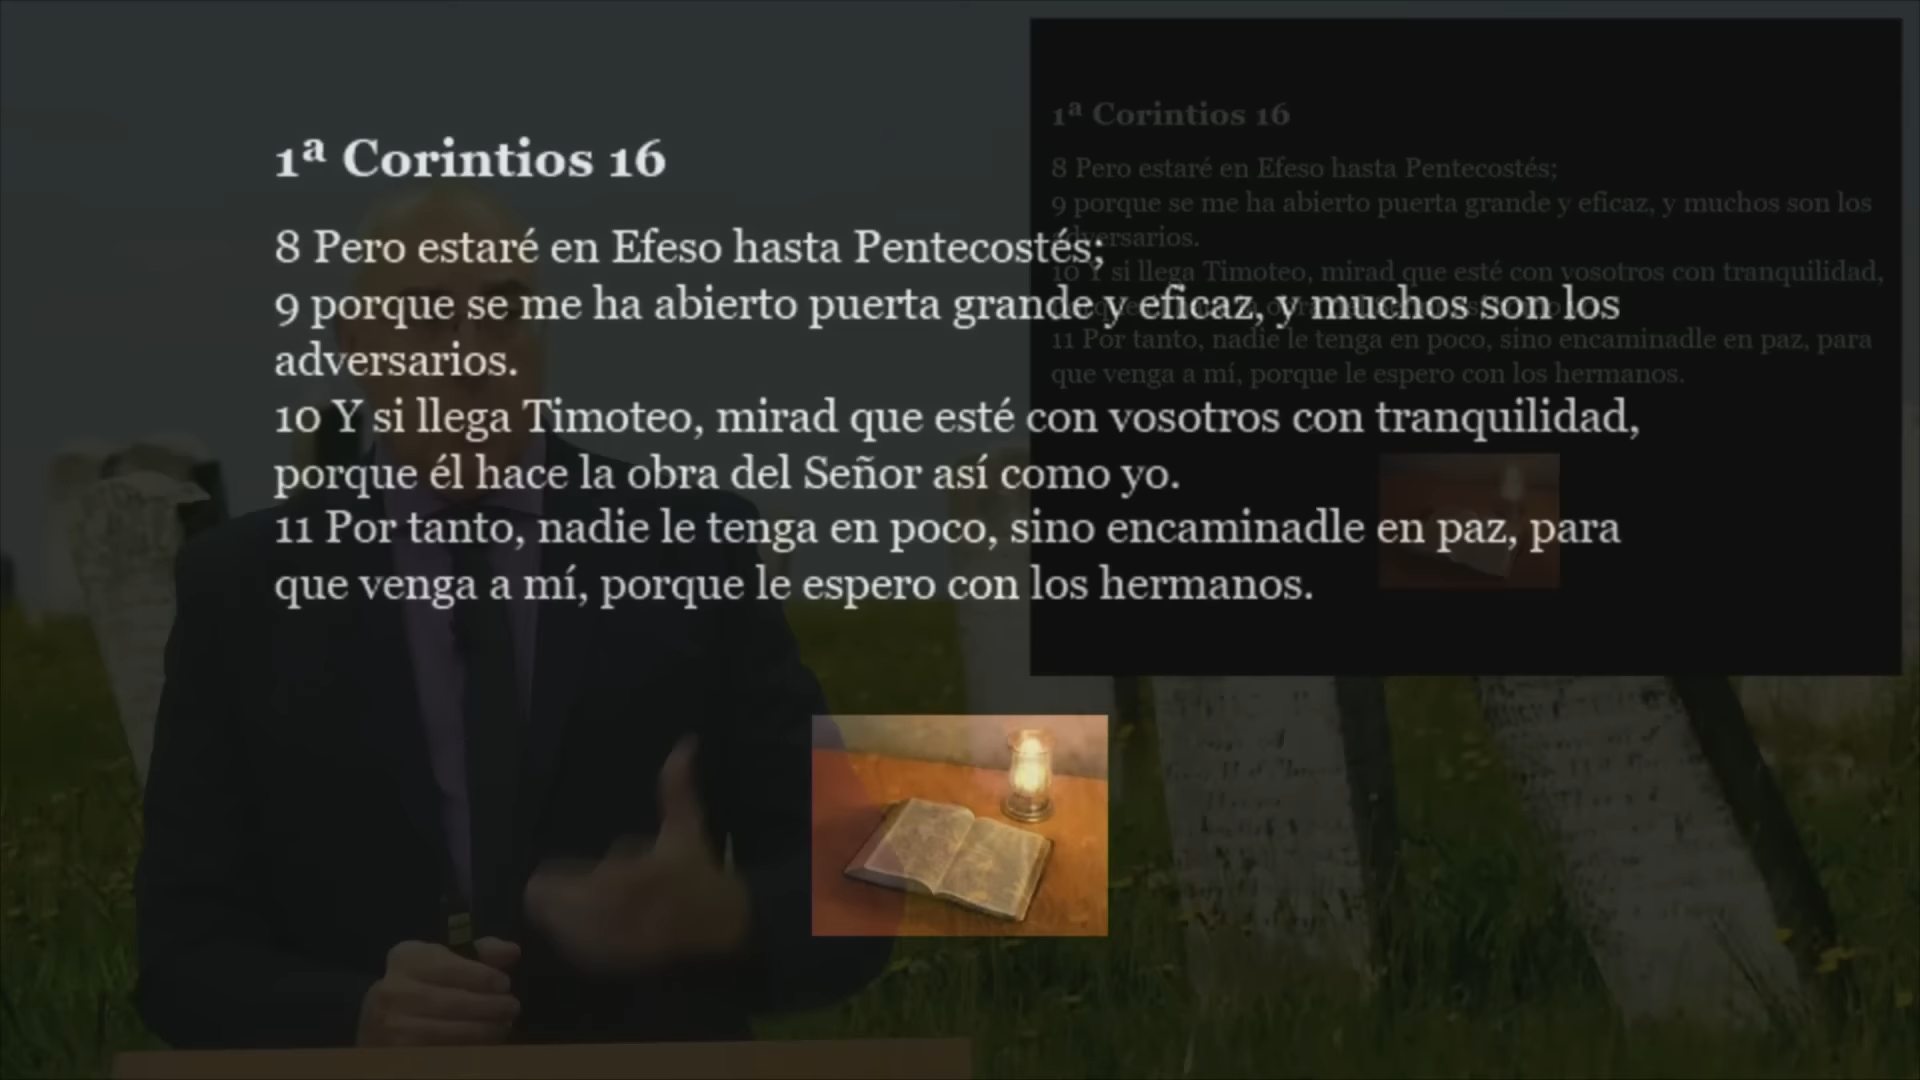 1ª Corintios 16
8 Pero estaré en Efeso hasta Pentecostés;
9 porque se me ha abierto puerta grande y eficaz, y muchos son los
adversarios.
10 Y si llega Timoteo, mirad que esté con vosotros con tranquilidad,
porque él hace la obra del Señor así como yo.
11 Por tanto, nadie le tenga en poco, sino encaminadle en paz, para
que venga a mí, porque le espero con los hermanos.
1ª Corintios 16
8 Pero estaré en Efeso hasta Pentecostés;
9 porque se me ha abierto puerta grande y eficaz, y muchos son los
adversarios.
10 Y si llega Timoteo, mirad que esté con vosotros con tranquilidad,
11 Por tanto, nadie le tenga en poco, sino encaminadle en paz, para
que venga a mí, porque le espero con los hermanos.